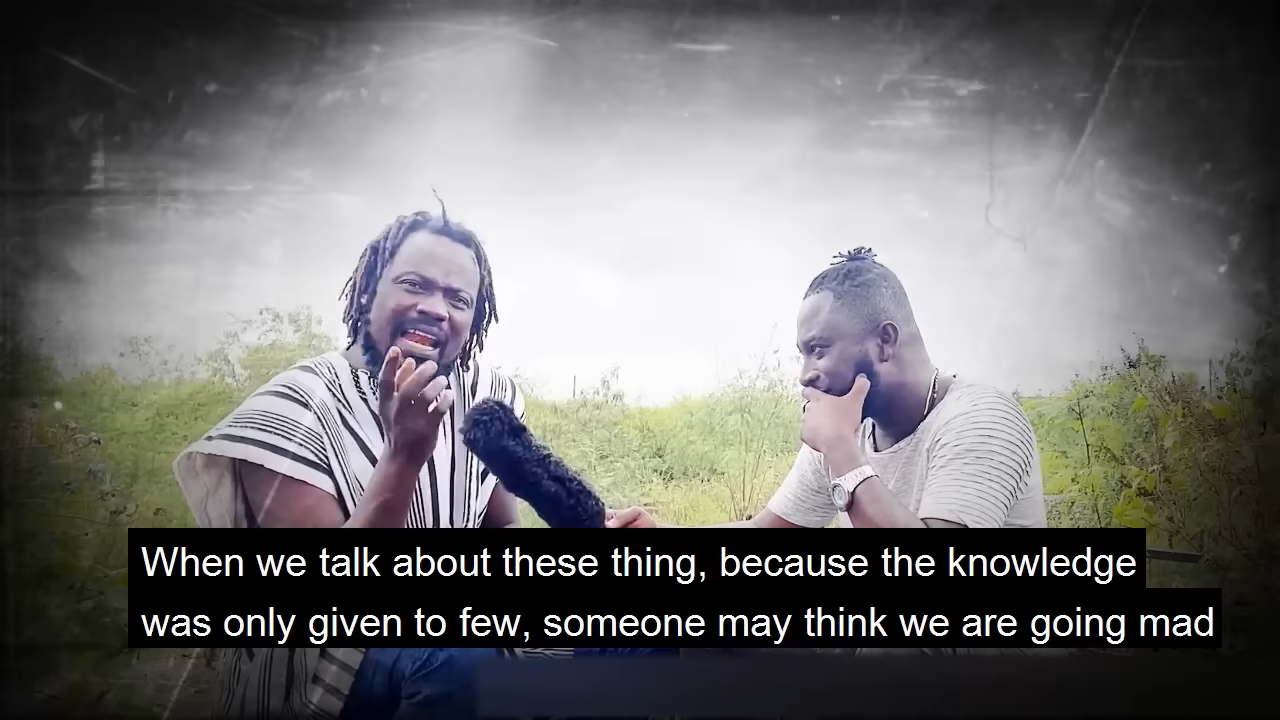 When we talk about these thing, because the knowledge
was only given to few, someone may think we are going mad